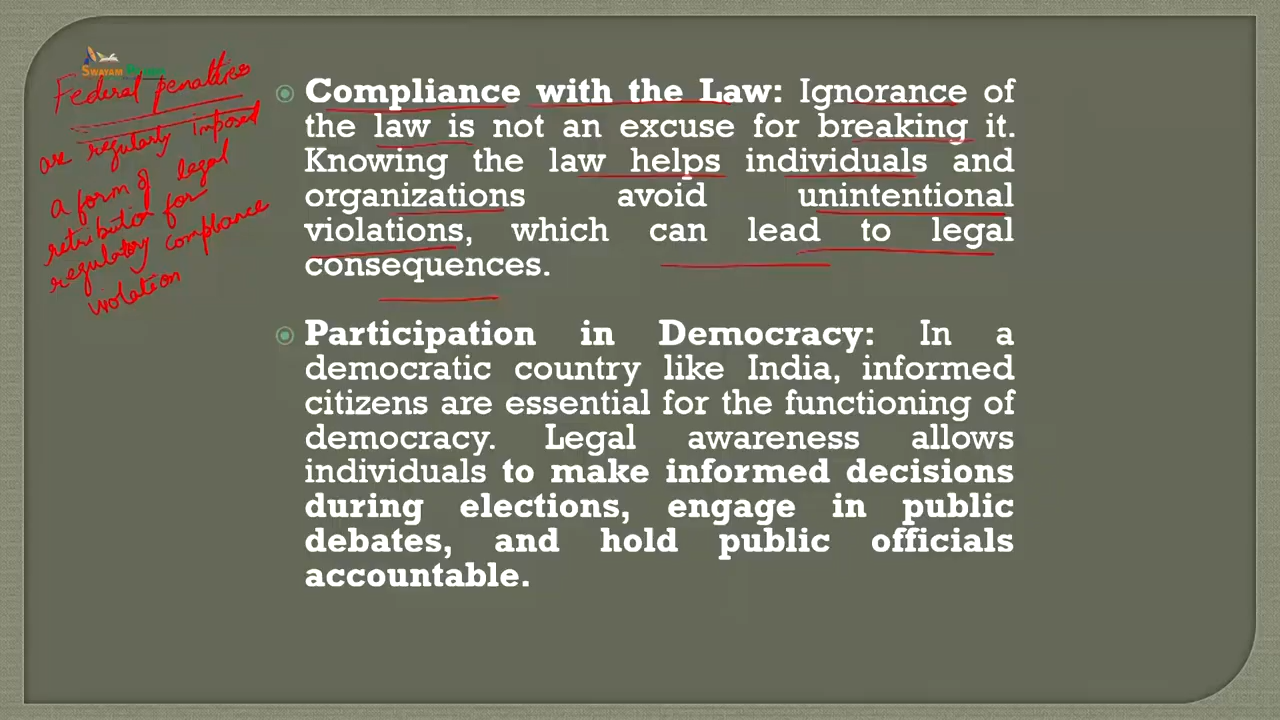 SWAYAM PRABHA
Federal penalties
are regularly imposed
a form of legal
retribution for
regulatory compliance
violation
Compliance with the Law: Ignorance of
the law is not an excuse for breaking it.
Knowing the law helps individuals and
organizations avoid unintentional
violations, which can lead to legal
consequences.
Participation in Democracy: In a
democratic country like India, informed
citizens are essential for the functioning of
democracy. Legal awareness allows
individuals to make informed decisions
during elections, engage in public
debates, and hold public officials
accountable.